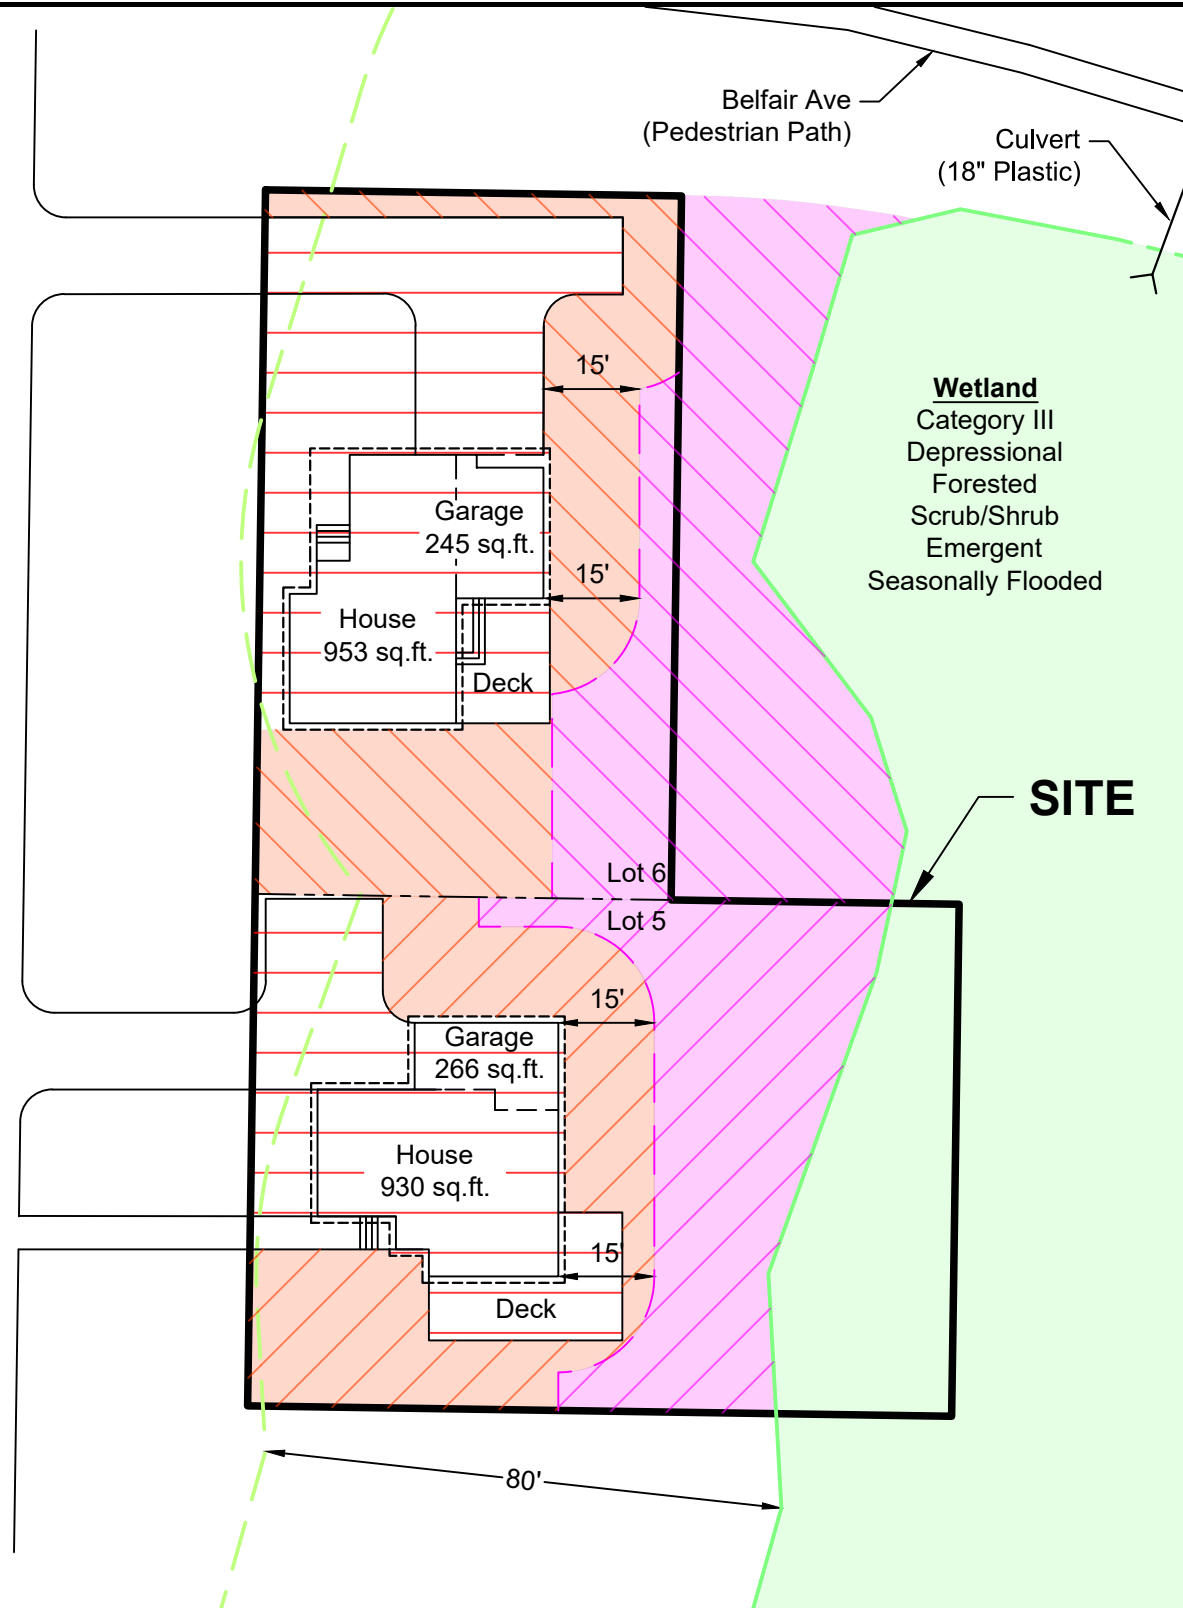 Belfair Ave
(Pedestrian Path)
Culvert
(18" Plastic)
15'
Wetland
Category III
Depressional
Forested
Scrub/Shrub
Emergent
Seasonally Flooded
Garage
245 sq.ft.
15'
House
953 sq.ft.
Deck
SITE
Lot 6
Lot 5
15'
Garage
266 sq.ft.
House
930 sq.ft.
15'
Deck
80'